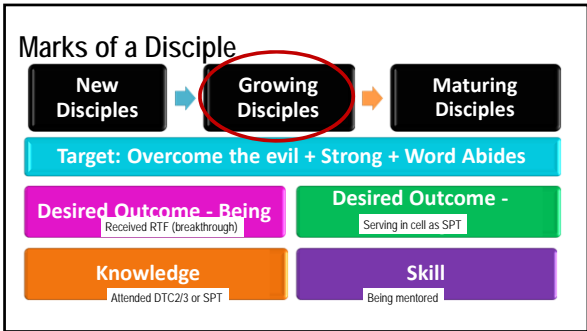 Marks of a Disciple
New
Disciples
Growing
Disciples
Maturing
Disciples
Target: Overcome the evil + Strong + Word Abides
Desired Outcome - Being
Received RTF (breakthrough)
Desired Outcome -
Serving in cell as SPT
Knowledge
Attended DTC2/3 or SPT
Skill
Being mentored